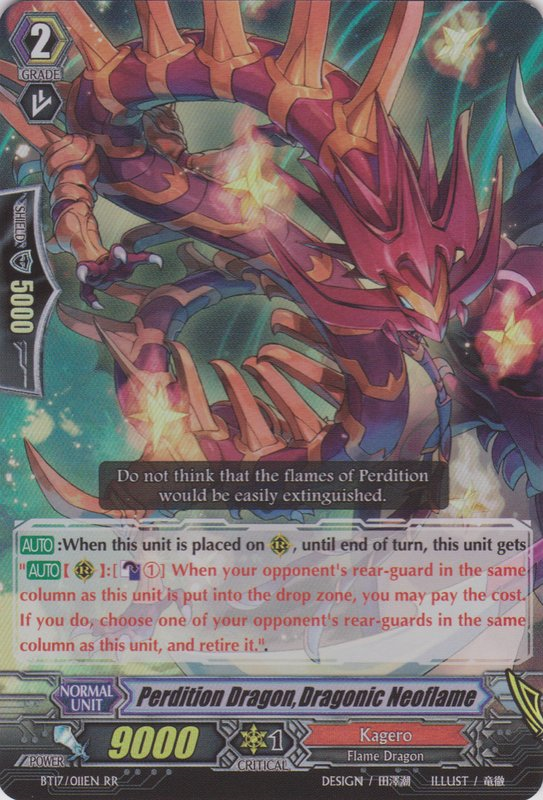 2
GRADE
SHIELD
5000
Do not think that the flames of Perdition
would be easily extinguished.
AUTO:When this unit is placed on R, until end of turn, this unit gets
"AUTO【 R 】:[ ①] When your opponent's rear-guard in the same
column as this unit is put into the drop zone, you may pay the cost.
If you do, choose one of your opponent's rear-guards in the same
column as this unit, and retire it.".
NORMAL
UNIT
Perdition Dragon, Dragonic Neoflame
POWER
9000
1
CRITICAL
Kagero
Flame Dragon
BT17/011EN RR
DESIGN / 田澤潮
ILLUST / 竜徹